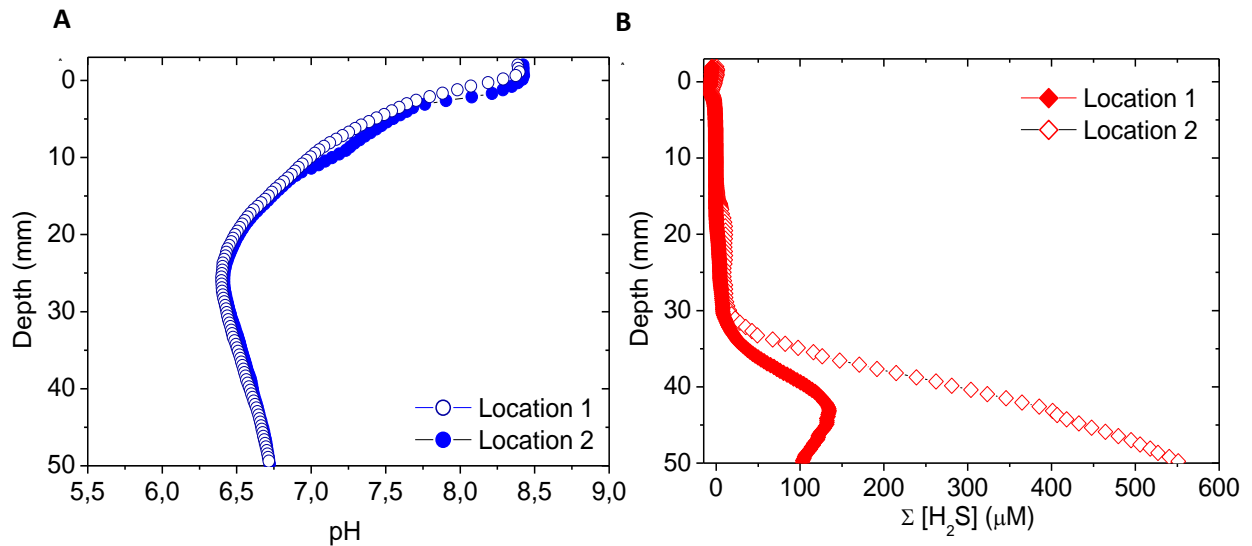 A
B
0
10
20
30
40
50
Depth (mm)
5,5 6,0 6,5 7,0 7,5 8,0 8,5 9,0
pH
Location 1
Location 2
0
10
20
30
40
50
Depth (mm)
0 100 200 300 400 500 600
Σ [H₂S] (μM)
Location 1
Location 2